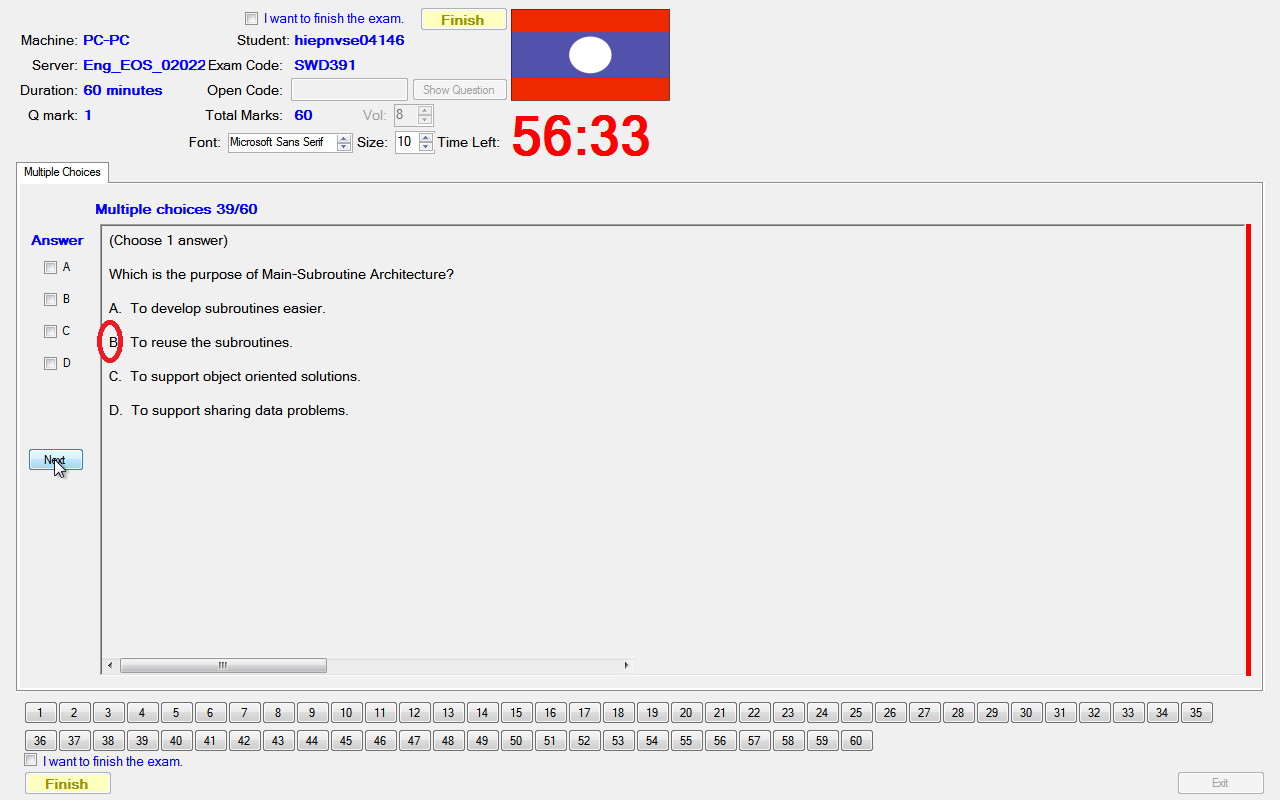 I want to finish the exam.
Finish
Machine: PC-PC
Student: hiepnvse04146
Server: Eng_EOS_02022
Exam Code: SWD391
Duration: 60 minutes
Open Code:
Show Question
Q mark: 1
Total Marks: 60
Vol: 8
Font: Microsoft Sans Serif
Size: 10
Time Left: 56:33
Multiple Choices
Multiple choices 39/60
Answer
A
B
C
D
Next
(Choose 1 answer)
Which is the purpose of Main-Subroutine Architecture?
A. To develop subroutines easier.
B. To reuse the subroutines.
C. To support object oriented solutions.
D. To support sharing data problems.
1 2 3 4 5 6 7 8 9 10 11 12 13 14 15 16 17 18 19 20 21 22 23 24 25 26 27 28 29 30 31 32 33 34 35
36 37 38 39 40 41 42 43 44 45 46 47 48 49 50 51 52 53 54 55 56 57 58 59 60
I want to finish the exam.
Finish
Exit